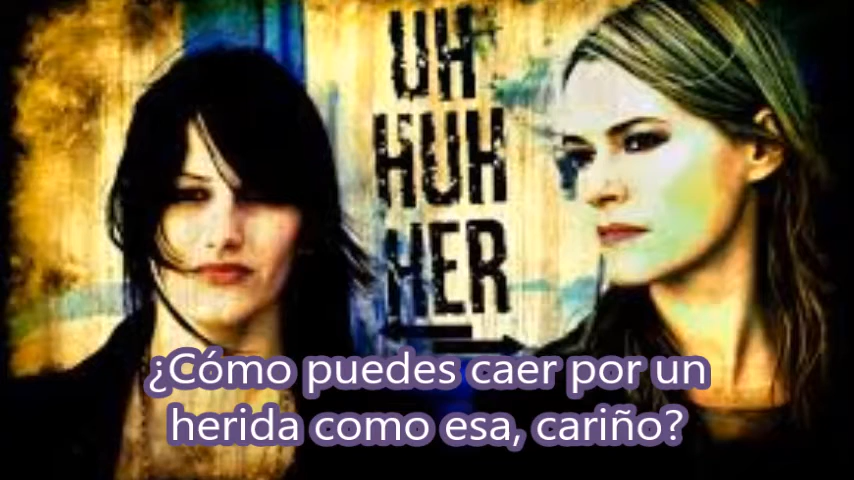 UH
HUH
HER
¿Cómo puedes caer por un
herida como esa, cariño?